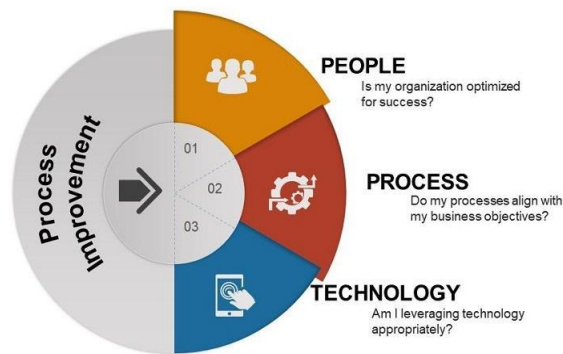 Process
Improvement
01
02
03
PEOPLE
Is my organization optimized
for success?
PROCESS
Do my processes align with
my business objectives?
TECHNOLOGY
Am I leveraging technology
appropriately?